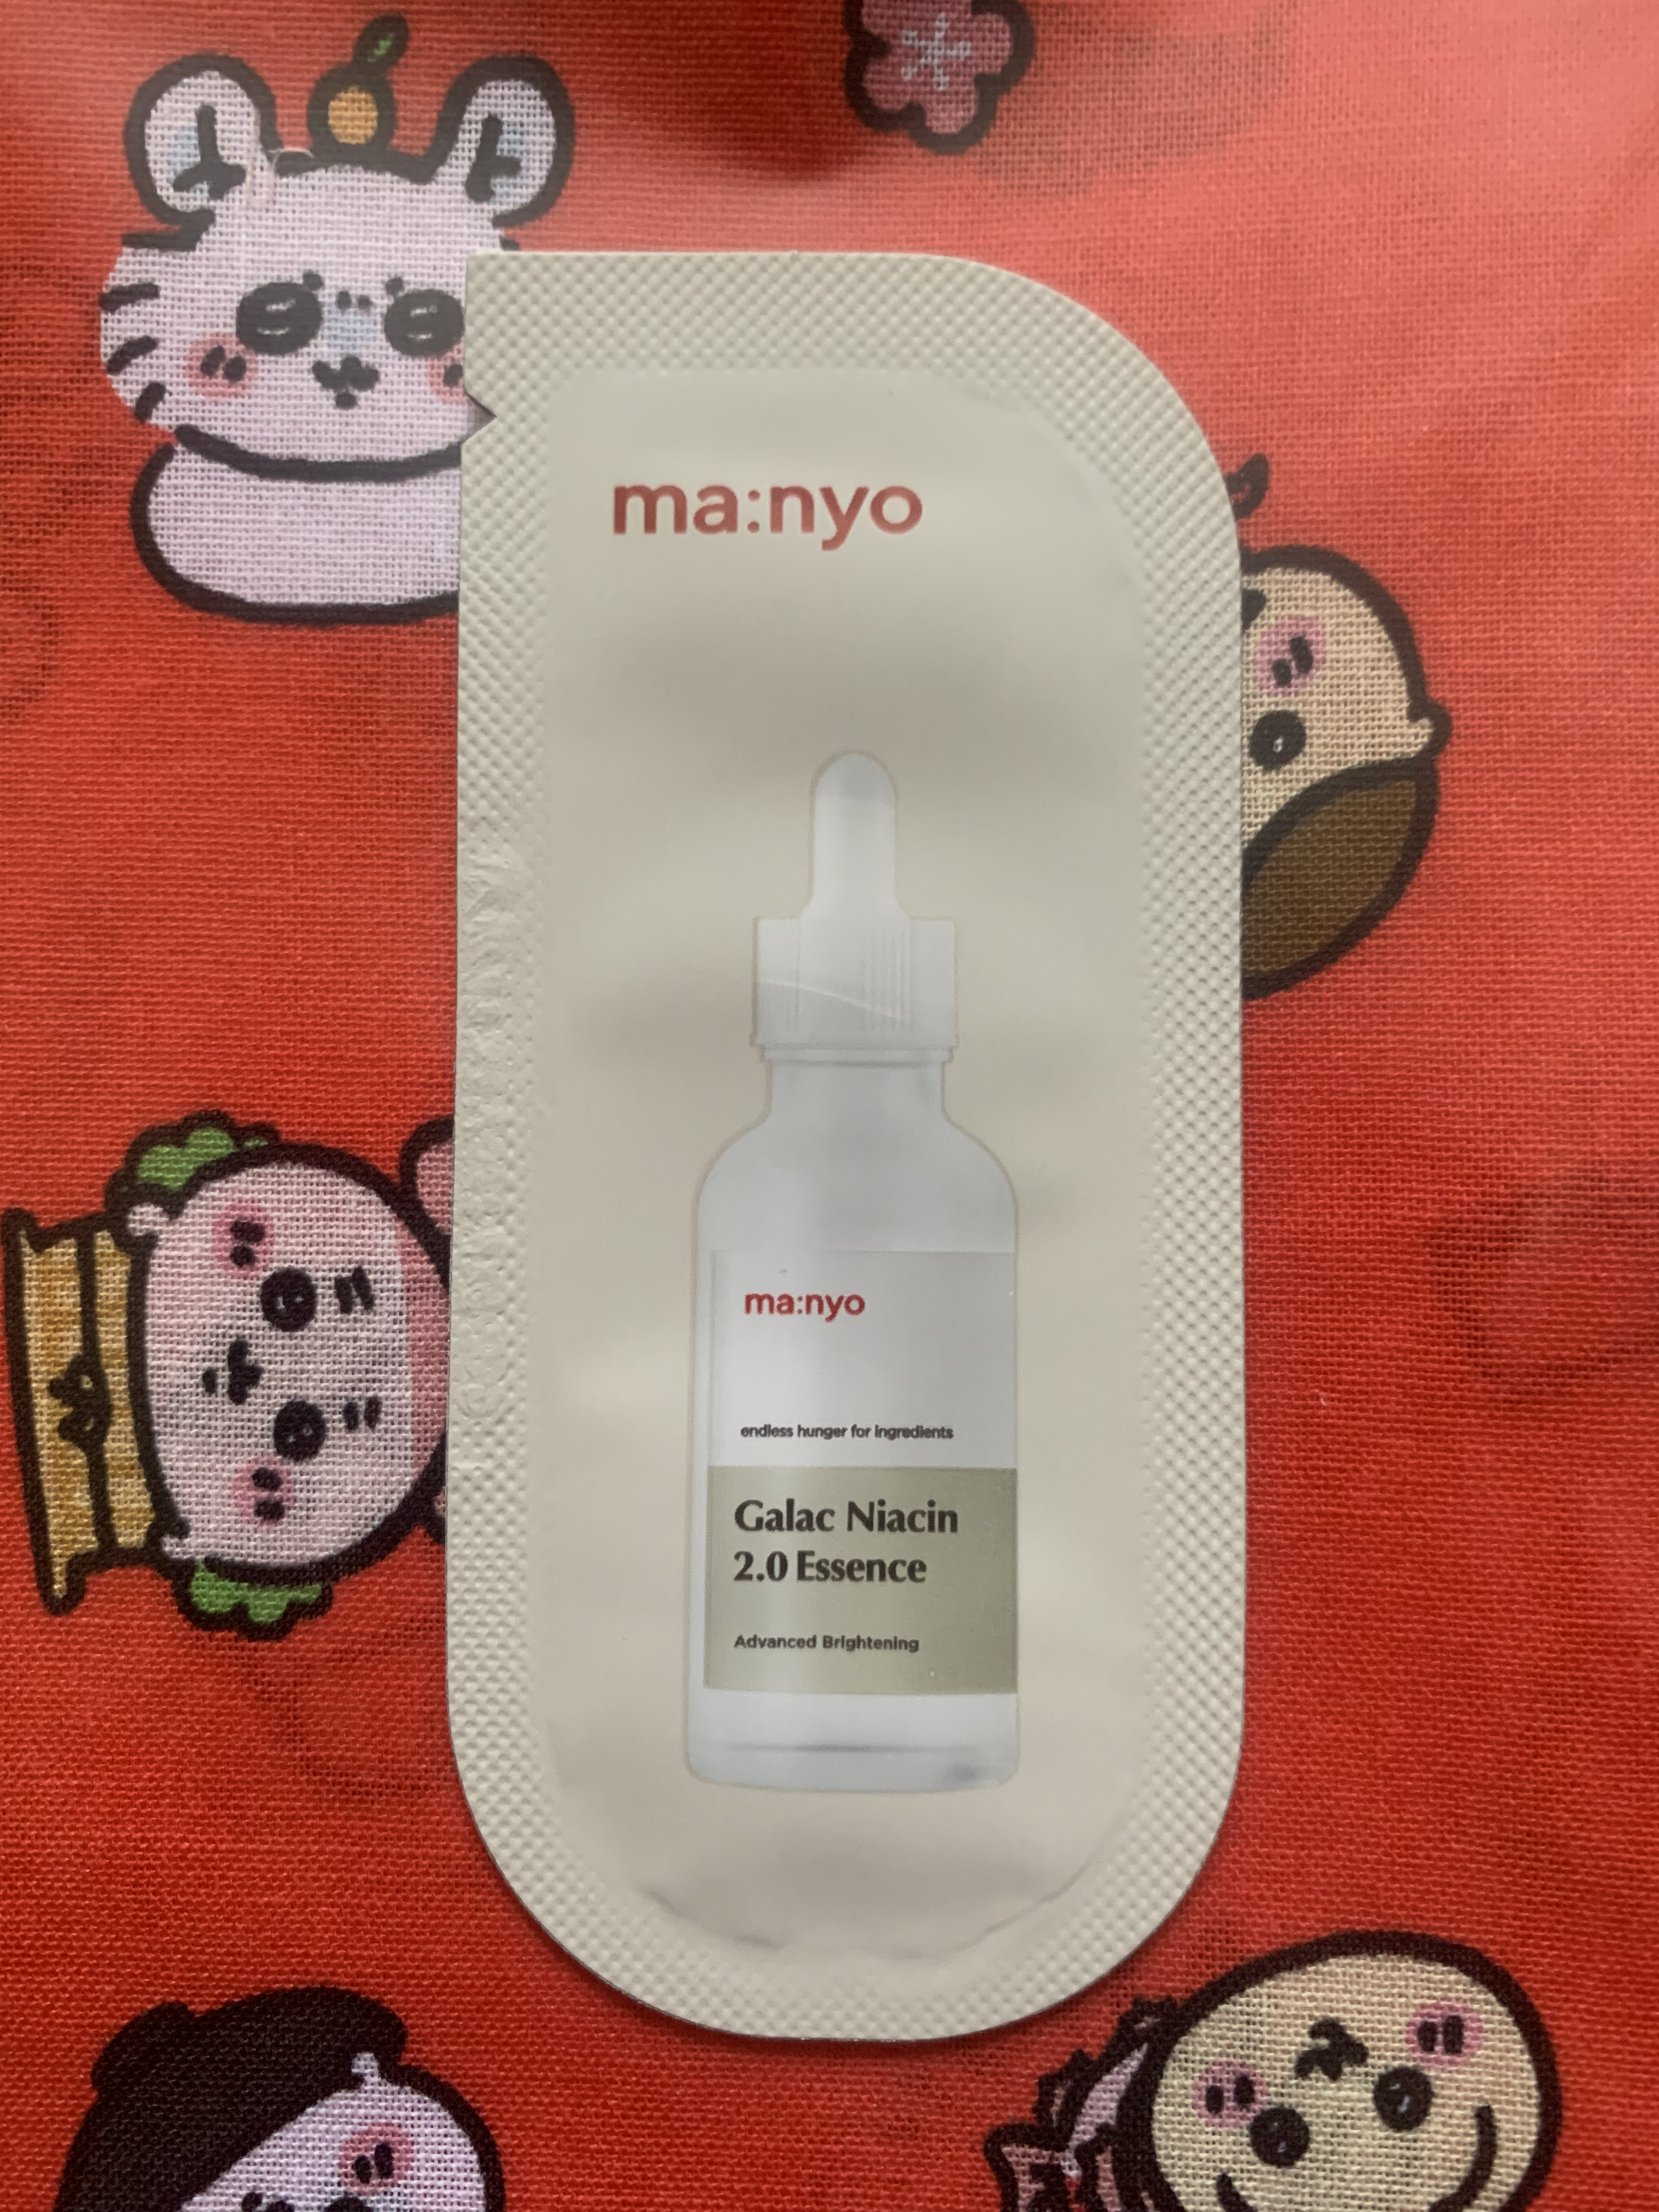 ma:nyo
ma:nyo
endless hunger for ingredients
Galac Niacin
2.0 Essence
Advanced Brightening